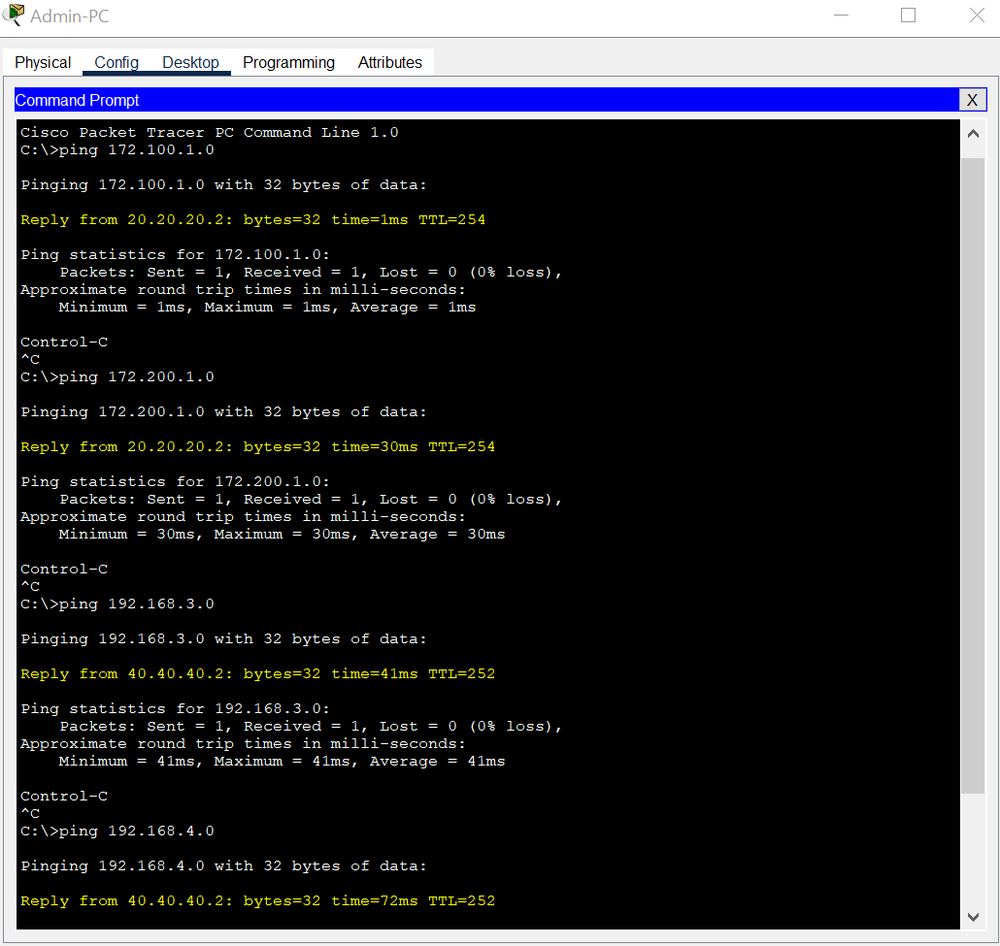 Admin-PC
Physical Config Desktop Programming Attributes
Command Prompt X
Cisco Packet Tracer PC Command Line 1.0
C:\>ping 172.100.1.0
Pinging 172.100.1.0 with 32 bytes of data:
Reply from 20.20.20.2: bytes=32 time=1ms TTL=254
Ping statistics for 172.100.1.0:
Packets: Sent = 1, Received = 1, Lost = 0 (0% loss),
Approximate round trip times in milli-seconds:
Minimum = 1ms, Maximum = 1ms, Average = 1ms
Control-C
^C
C:\>ping 172.200.1.0
Pinging 172.200.1.0 with 32 bytes of data:
Reply from 20.20.20.2: bytes=32 time=30ms TTL=254
Ping statistics for 172.200.1.0:
Packets: Sent = 1, Received = 1, Lost = 0 (0% loss),
Approximate round trip times in milli-seconds:
Minimum = 30ms, Maximum = 30ms, Average = 30ms
Control-C
^C
C:\>ping 192.168.3.0
Pinging 192.168.3.0 with 32 bytes of data:
Reply from 40.40.40.2: bytes=32 time=41ms TTL=252
Ping statistics for 192.168.3.0:
Packets: Sent = 1, Received = 1, Lost = 0 (0% loss),
Approximate round trip times in milli-seconds:
Minimum = 41ms, Maximum = 41ms, Average = 41ms
Control-C
^C
C:\>ping 192.168.4.0
Pinging 192.168.4.0 with 32 bytes of data:
Reply from 40.40.40.2: bytes=32 time=72ms TTL=252